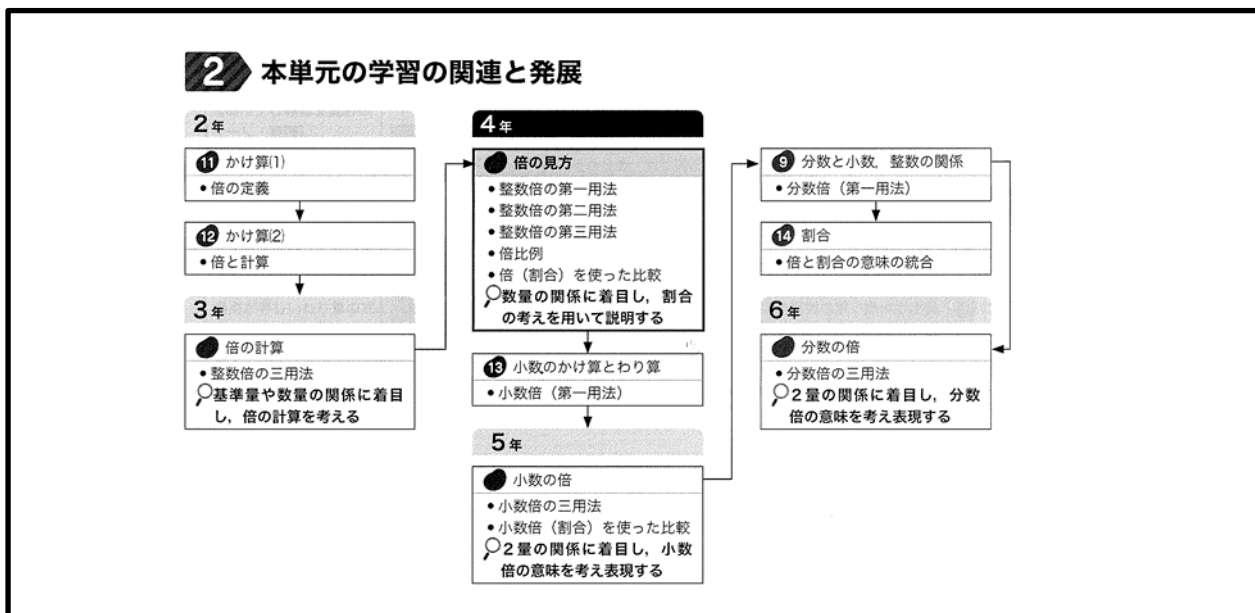 2 本単元の学習の関連と発展
2年
11 かけ算(1)
•倍の定義
12 かけ算(2)
•倍と計算
3年
倍の計算
•整数倍の三用法
基準量や数量の関係に着目
し，倍の計算を考える
4年
倍の見方
•整数倍の第一用法
•整数倍の第二用法
•整数倍の第三用法
•倍比例
•倍（割合）を使った比較
数量の関係に着目し，割合
の考えを用いて説明する
13 小数のかけ算とわり算
•小数倍（第一用法）
5年
小数の倍
•小数倍の三用法
•小数倍（割合）を使った比較
2量の関係に着目し，小数
倍の意味を考え表現する
9 分数と小数，整数の関係
•分数倍（第一用法）
14 割合
•倍と割合の意味の統合
6年
分数の倍
•分数倍の三用法
2量の関係に着目し，分数
倍の意味を考え表現する